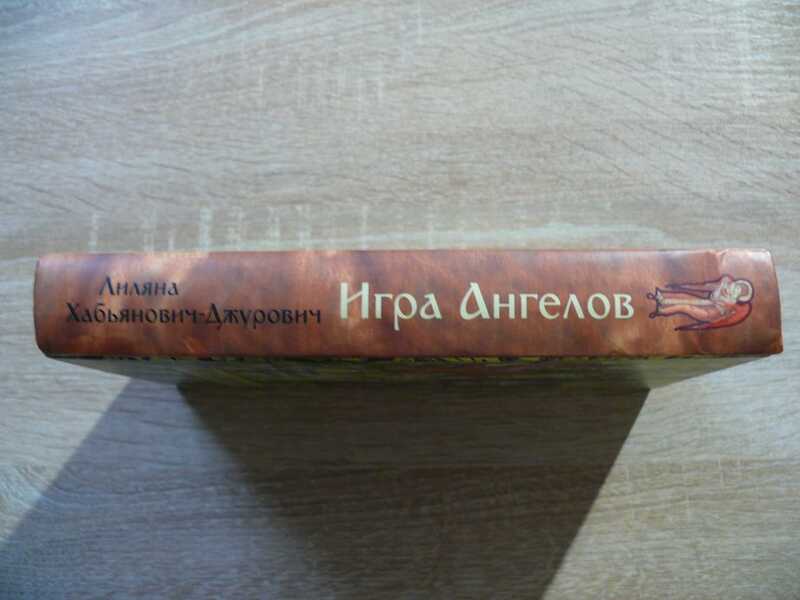 Лиляна
Хабьянович-Джурович
Игра Ангелов